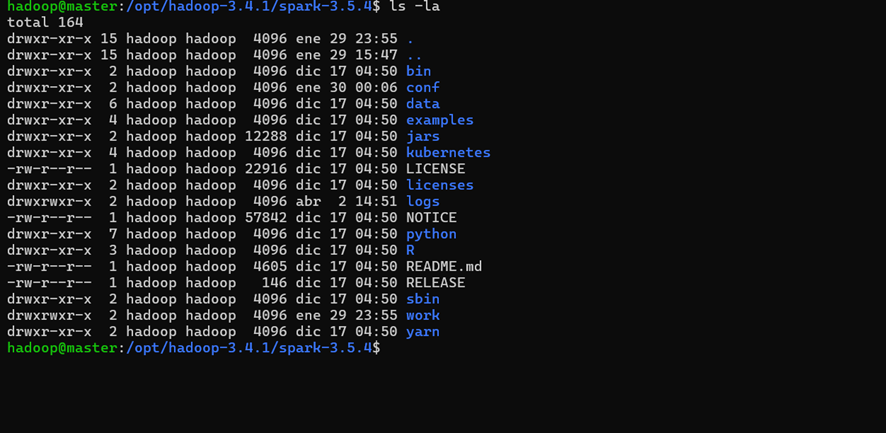 hadoop@master:/opt/hadoop-3.4.1/spark-3.5.4$ ls -la
total 164
drwxr-xr-x 15 hadoop hadoop  4096 ene 29 23:55 .
drwxr-xr-x 15 hadoop hadoop  4096 ene 29 15:47 ..
drwxr-xr-x  2 hadoop hadoop  4096 dic 17 04:50 bin
drwxr-xr-x  2 hadoop hadoop  4096 ene 30 00:06 conf
drwxr-xr-x  6 hadoop hadoop  4096 dic 17 04:50 data
drwxr-xr-x  4 hadoop hadoop  4096 dic 17 04:50 examples
drwxr-xr-x  2 hadoop hadoop 12288 dic 17 04:50 jars
drwxr-xr-x  4 hadoop hadoop  4096 dic 17 04:50 kubernetes
-rw-r--r--  1 hadoop hadoop 22916 dic 17 04:50 LICENSE
drwxr-xr-x  2 hadoop hadoop  4096 dic 17 04:50 licenses
drwxrwxr-x  2 hadoop hadoop  4096 abr  2 14:51 logs
-rw-r--r--  1 hadoop hadoop 57842 dic 17 04:50 NOTICE
drwxr-xr-x  7 hadoop hadoop  4096 dic 17 04:50 python
drwxr-xr-x  3 hadoop hadoop  4096 dic 17 04:50 R
-rw-r--r--  1 hadoop hadoop  4605 dic 17 04:50 README.md
-rw-r--r--  1 hadoop hadoop   146 dic 17 04:50 RELEASE
drwxr-xr-x  2 hadoop hadoop  4096 dic 17 04:50 sbin
drwxrwxr-x  2 hadoop hadoop  4096 ene 29 23:55 work
drwxr-xr-x  2 hadoop hadoop  4096 dic 17 04:50 yarn
hadoop@master:/opt/hadoop-3.4.1/spark-3.5.4$